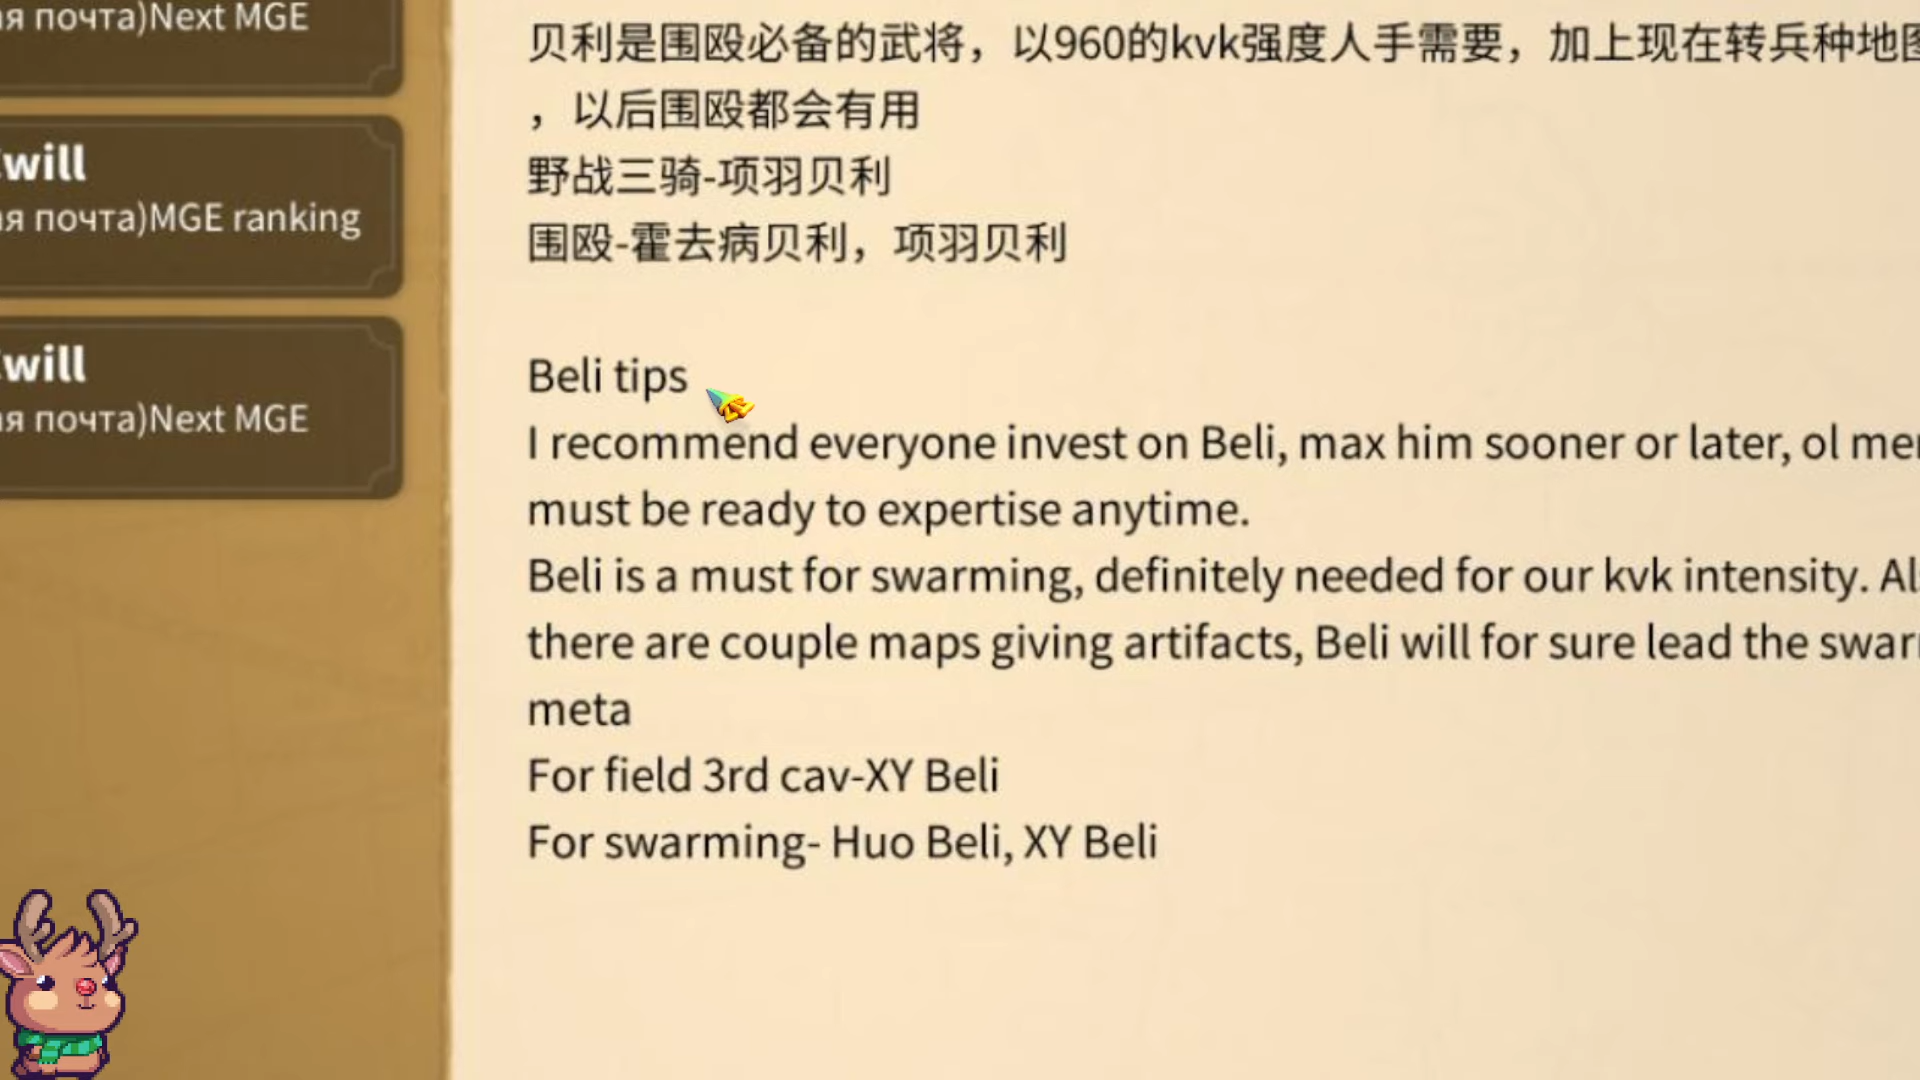 ая почта)Next MGE
will
ая почта)MGE ranking
will
ая почта)Next MGE
贝利是围殴必备的武将，以960的kvk强度人手需要，加上现在转兵种地图
，以后围殴都会有用
野战三骑-项羽贝利
围殴-霍去病贝利，项羽贝利
Beli tips
I recommend everyone invest on Beli, max him sooner or later, ol
must be ready to expertise anytime.
Beli is a must for swarming, definitely needed for our kvk intensity.
there are couple maps giving artifacts, Beli will for sure lead the
meta
For field 3rd cav-XY Beli
For swarming- Huo Beli, XY Beli